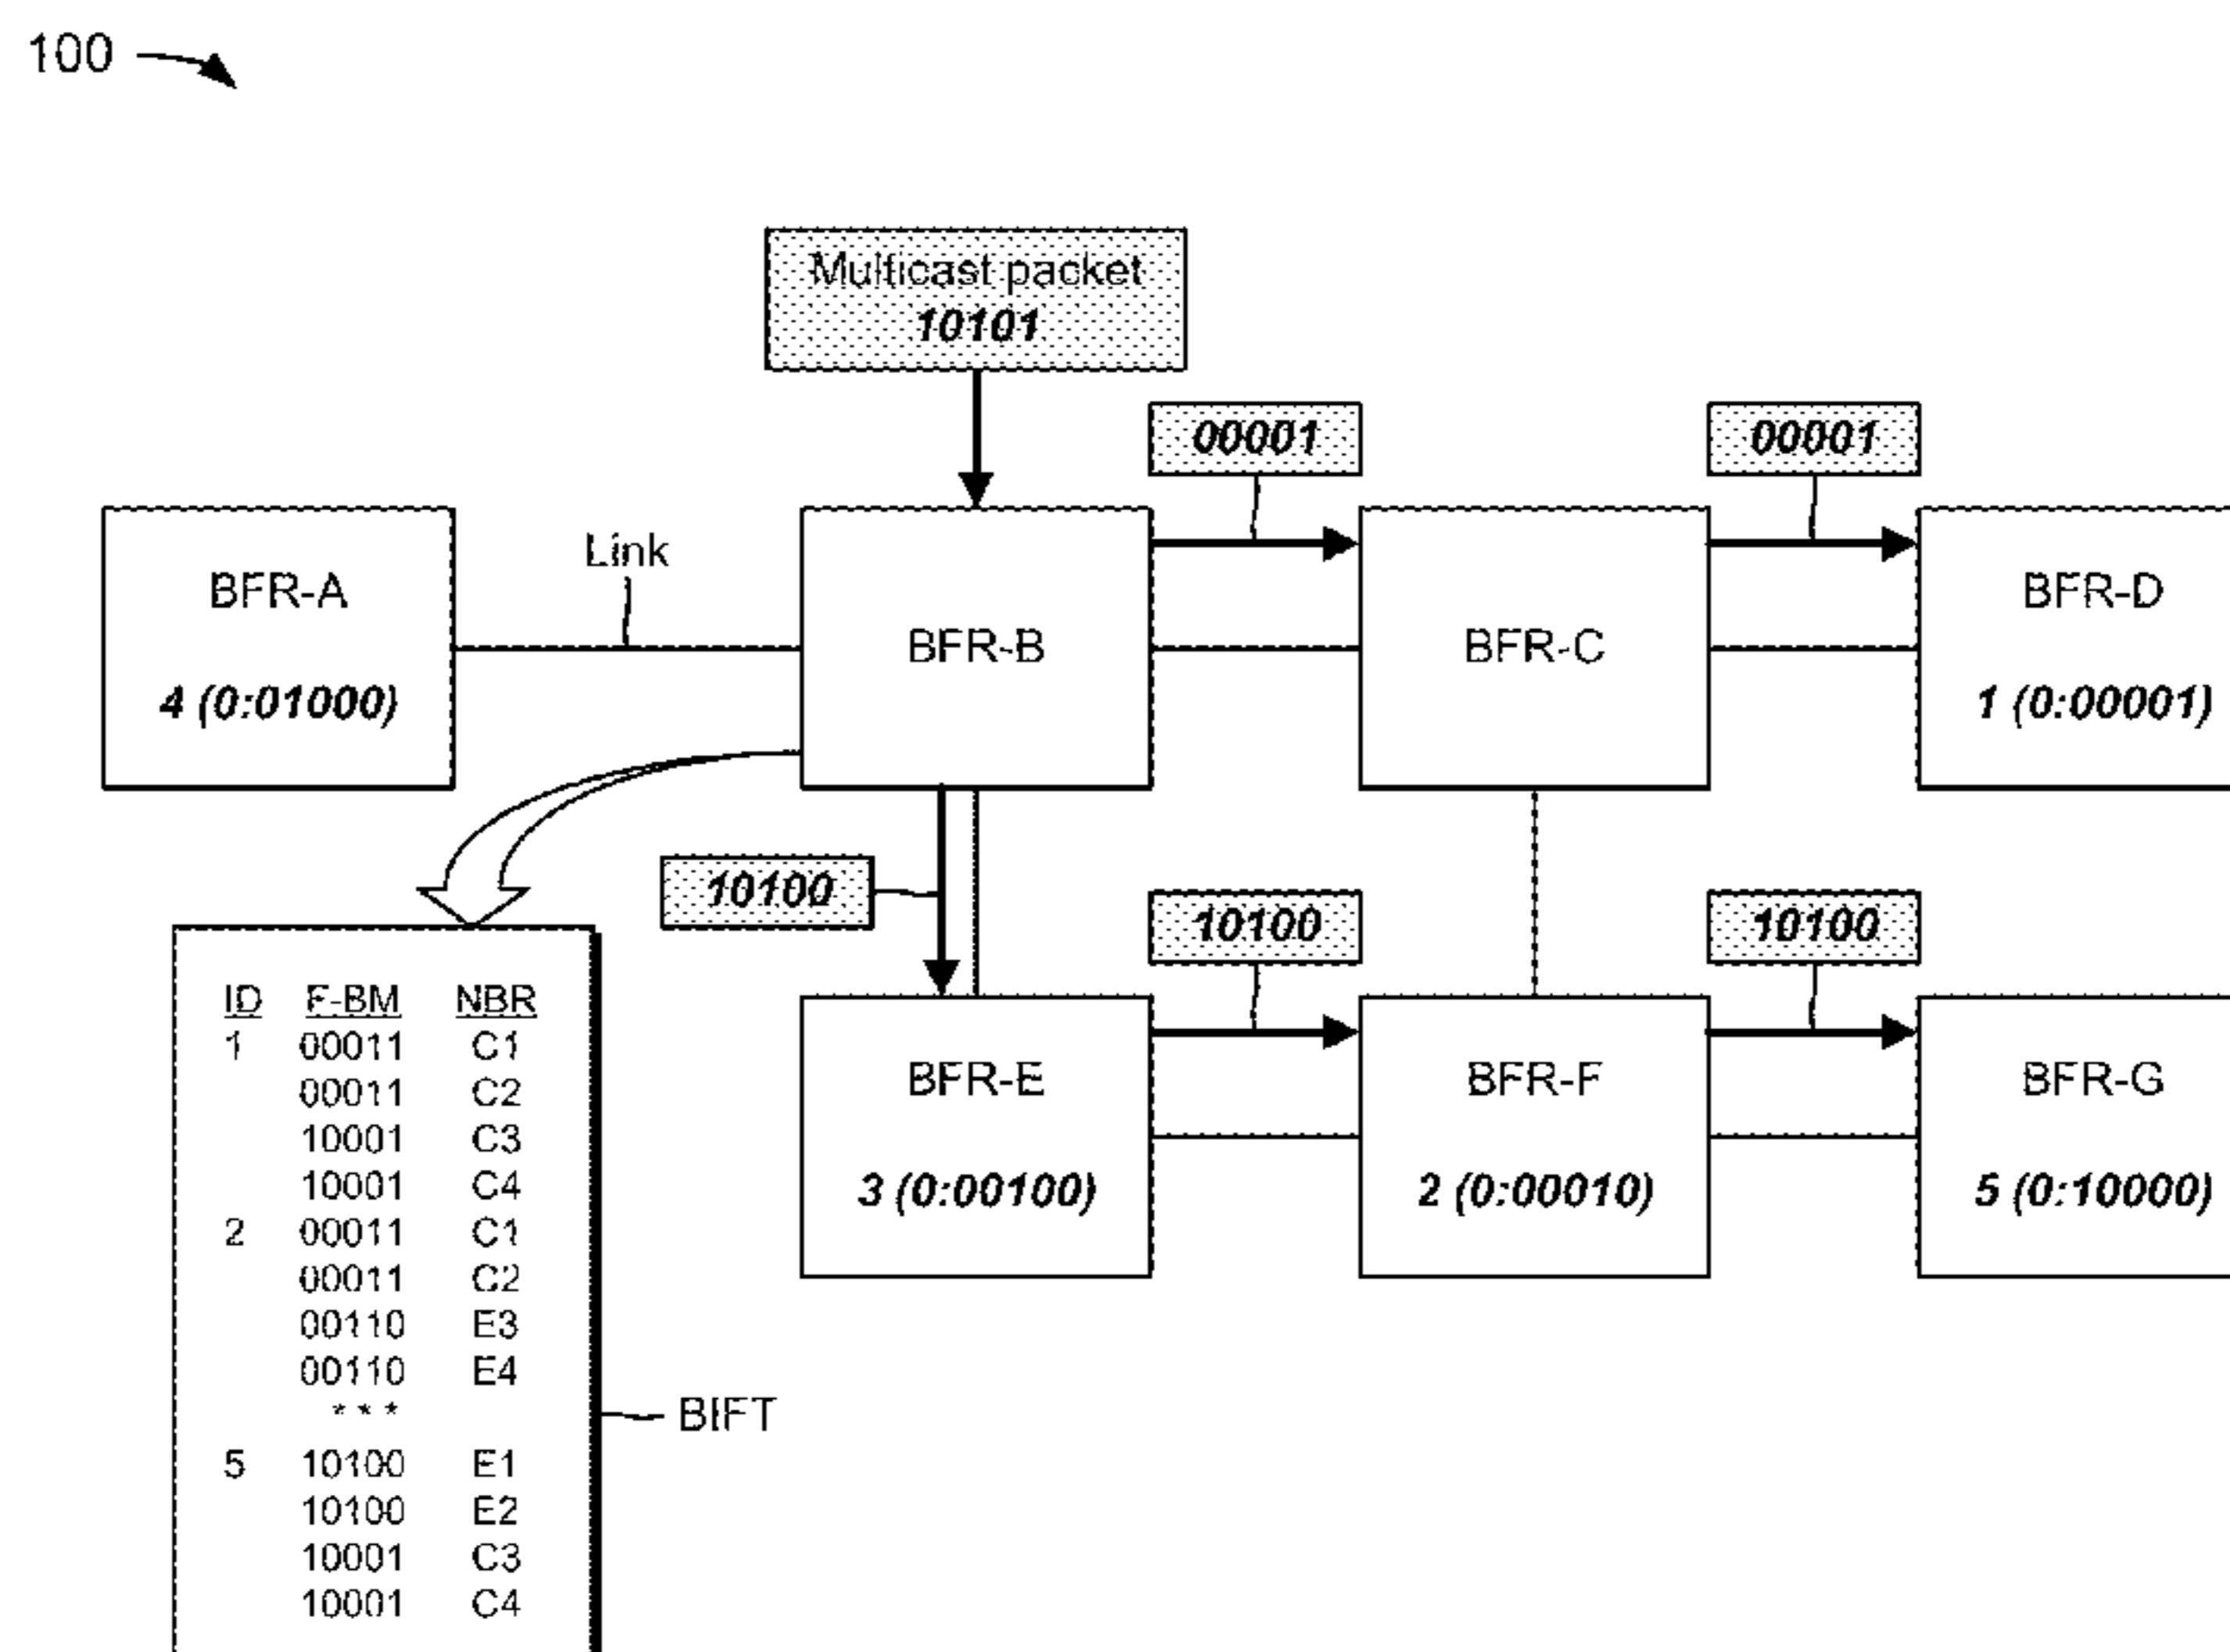 100
Multicast packet
10101
00001
00001
Link
BFR-A
4 (0:01000)
BFR-B
BFR-C
BFR-D
1 (0:00001)
10100
10100
10100
BFR-E
3 (0:00100)
BFR-F
2 (0:00010)
BFR-G
5 (0:10000)
ID F-BM NBR
1 00011 C1
00011 C2
10001 C3
10001 C4
2 00011 C1
00011 C2
00110 E3
00110 E4
* * *
5 10100 E1
10100 E2
10001 C3
10001 C4
BIFT